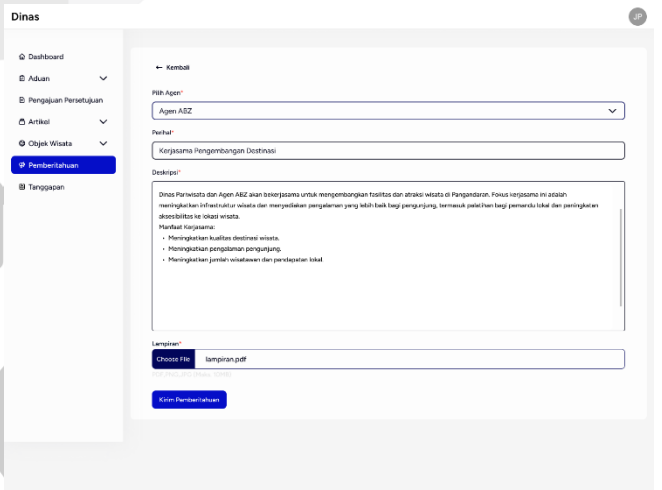 Dinas
JP
Dashboard
Aduan
Pengajuan Persetujuan
Artikel
Objek Wisata
Pemberitahuan
Tanggapan
← Kembali
Pilih Agen*
Agen ABZ
Perihal*
Kerjasama Pengembangan Destinasi
Deskripsi*
Dinas Pariwisata dan Agen ABZ akan bekerjasama untuk mengembangkan fasilitas dan atraksi wisata di Pangandaran. Fokus kerjasama ini adalah
meningkatkan infrastruktur wisata dan menyediakan pengalaman yang lebih baik bagi pengunjung, termasuk pelatihan bagi pemandu lokal dan peningkatan
aksesibilitas ke lokasi wisata.
Manfaat Kerjasama:
• Meningkatkan kualitas destinasi wisata.
• Meningkatkan pengalaman pengunjung.
• Meningkatkan jumlah wisatawan dan pendapatan lokal.
Lampiran*
Choose File lampiran.pdf
Kirim Pemberitahuan